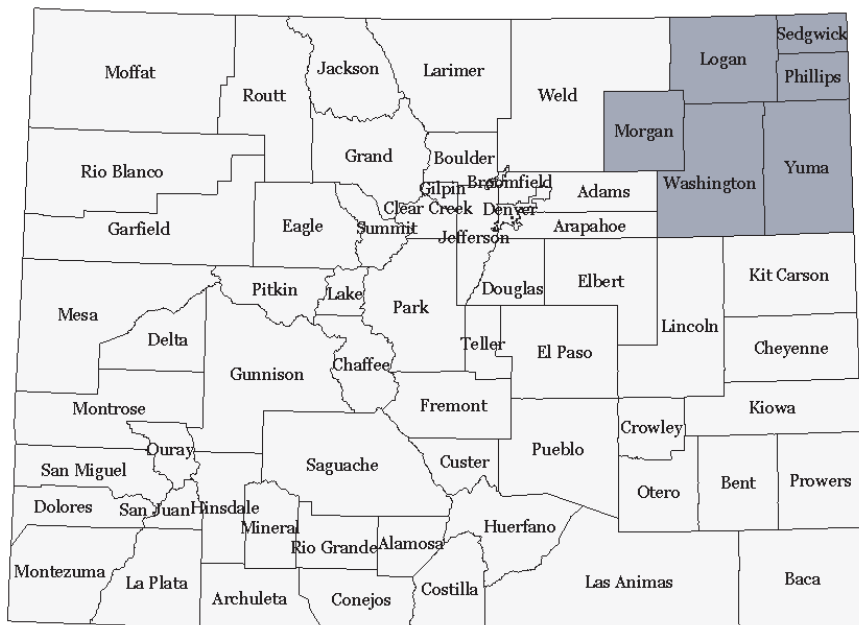 Sedgwick
Logan
Jackson
Larimer
Moffat
Phillips
Routt
Weld
Morgan
Grand
Boulder
Yuma
Rio Blanco
Broomfield
Washington
Gilpin
Adams
Clear Creek
Denver
Garfield
Eagle
Summit
Arapahoe
Jefferson
Kit Carson
Elbert
Pitkin
Lake
Douglas
Park
Mesa
Lincoln
Delta
Teller
El Paso
Cheyenne
Chaffee
Gunnison
Fremont
Montrose
Kiowa
Crowley
Ouray
Pueblo
Custer
Saguache
San Miguel
Bent
Prowers
Otero
Dolores
San Juan
Hinsdale
Mineral
Huerfano
Rio Grande
Alamosa
Montezuma
La Plata
Las Animas
Baca
Costilla
Archuleta
Conejos